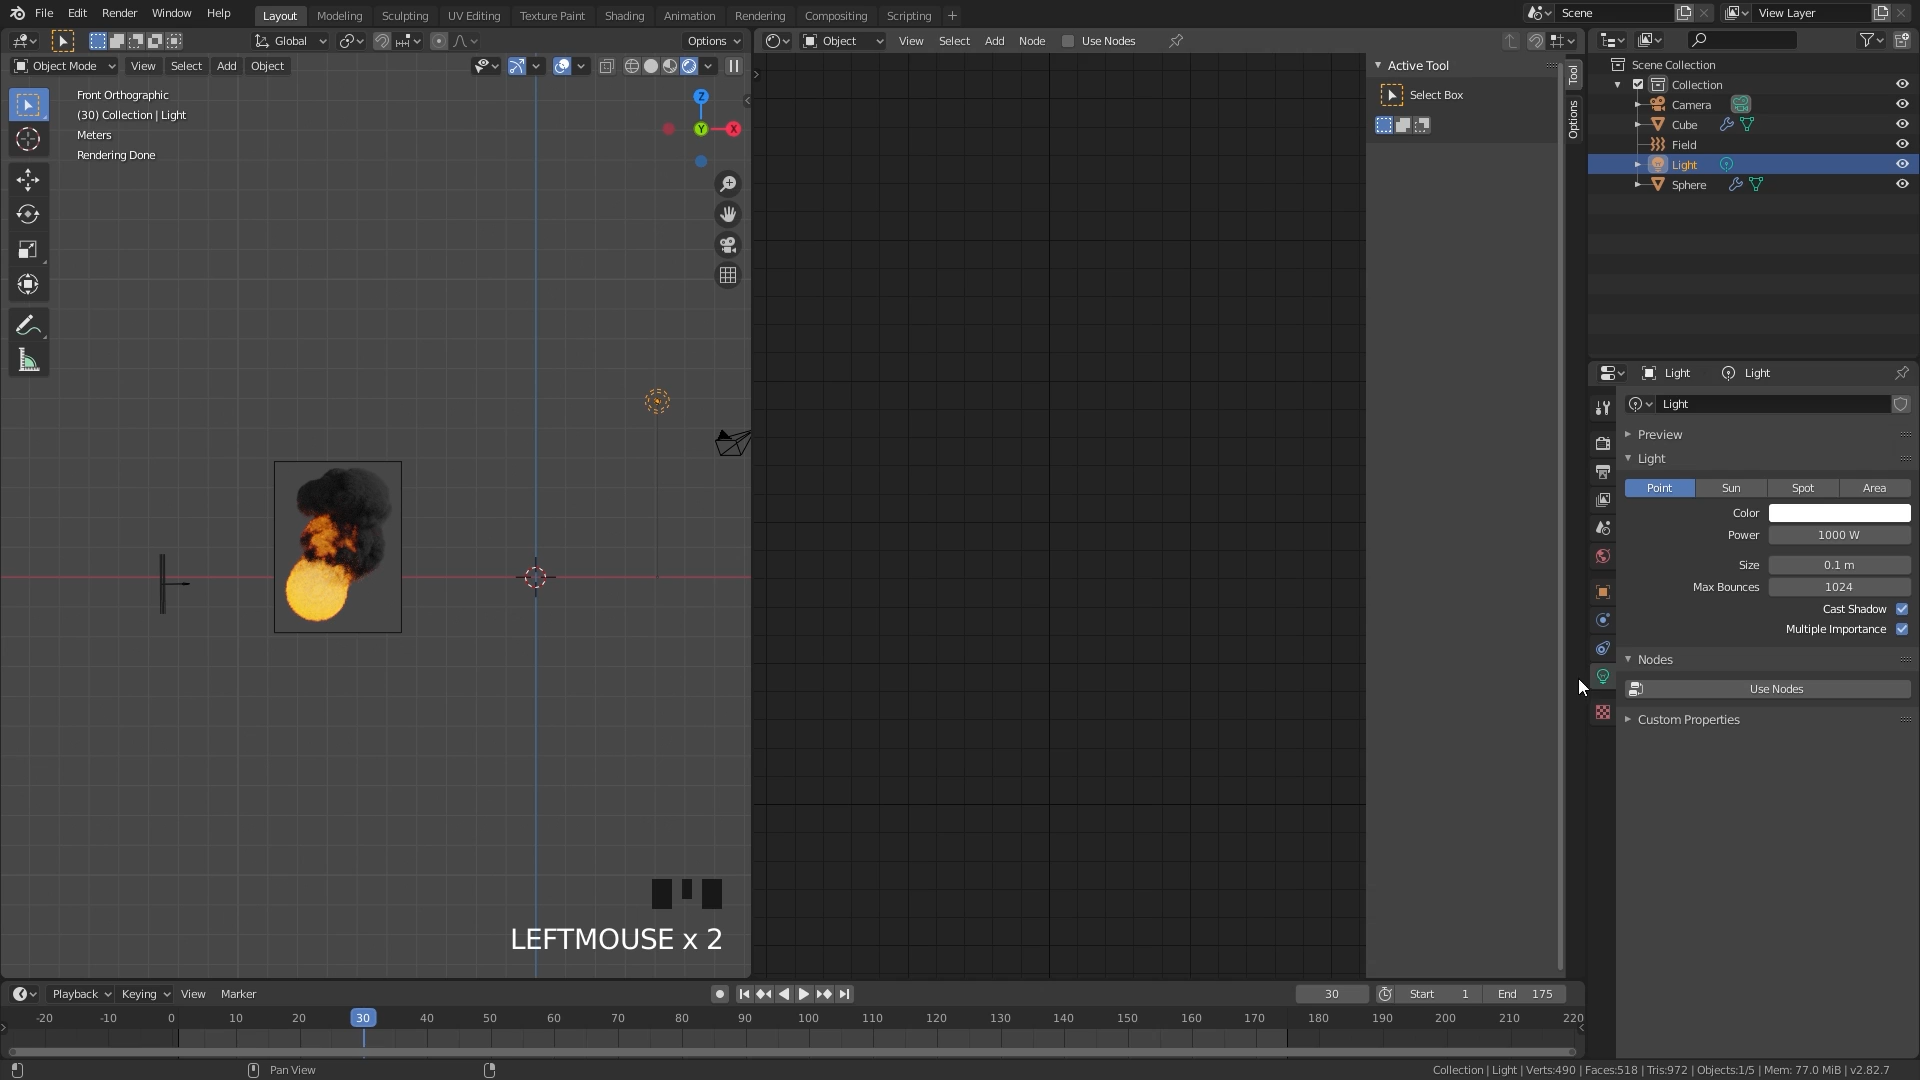 File Edit Render Window Help Layout Modeling Sculpting UV Editing Texture Paint Shading Animation Rendering Compositing Scripting + Scene View Layer
Global Options Object View Select Add Node Use Nodes
Object Mode View Select Add Object
Front Orthographic
(30) Collection | Light
Meters
Rendering Done
Z
Y
X
LEFTMOUSE x 2
Active Tool
Select Box
Tool
Options
Scene Collection
Collection
Camera
Cube
Field
Light
Sphere
Light Light
Light
Preview
Light
Point Sun Spot Area
Color
Power 1000 W
Size 0.1 m
Max Bounces 1024
Cast Shadow
Multiple Importance
Nodes
Use Nodes
Custom Properties
Playback Keying View Marker 30 Start 1 End 175
-20 -10 0 10 20 30 40 50 60 70 80 90 100 110 120 130 140 150 160 170 180 190 200 210 220
Pan View
Collection | Light | Verts:490 | Faces:518 | Tris:972 | Objects:1/5 | Mem: 77.0 MiB | v2.82.7